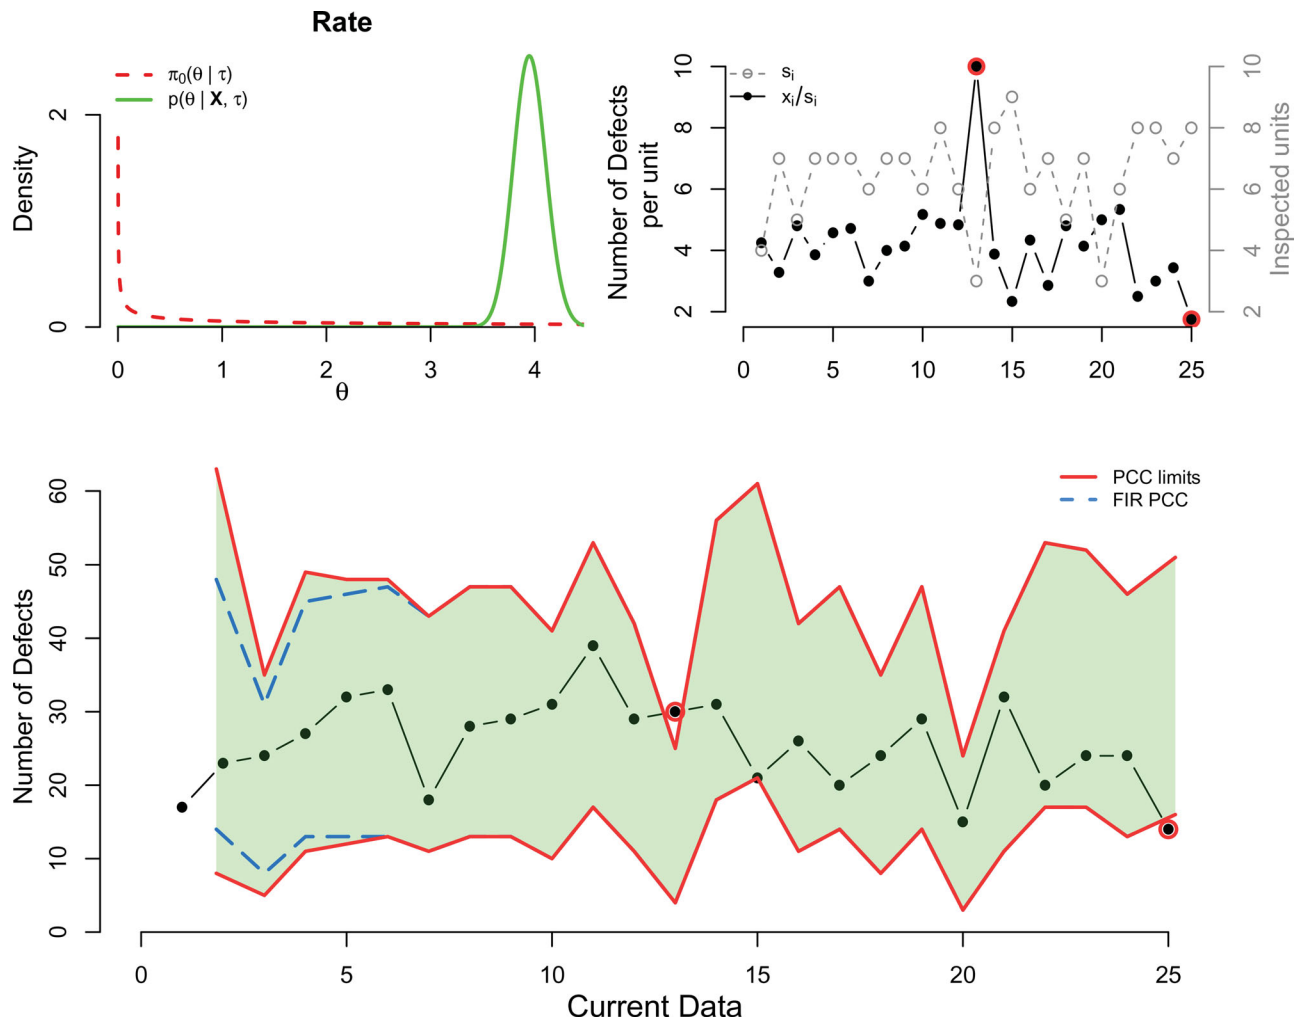 Rate
π₀(θ | τ)
p(θ | X, τ)
Density
2
0
0 1 2 3 4
θ
sᵢ
xᵢ/sᵢ
Number of Defects
per unit
10
8
6
4
2
0 5 10 15 20 25
10
8
6
4
2
Inspected units
PCC limits
FIR PCC
Number of Defects
60
50
40
30
20
10
0
0 5 10 15 20 25
Current Data